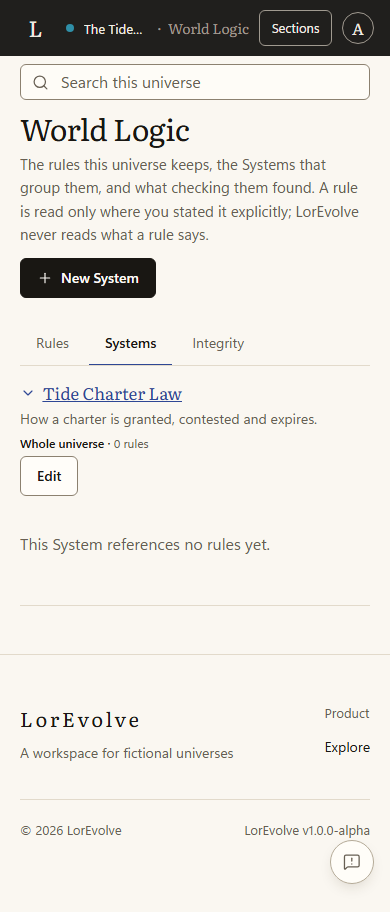 L The Tide... · World Logic Sections A
Search this universe
World Logic
The rules this universe keeps, the Systems that
group them, and what checking them found. A rule
is read only where you stated it explicitly; LorEvolve
never reads what a rule says.
+ New System
Rules Systems Integrity
Tide Charter Law
How a charter is granted, contested and expires.
Whole universe · 0 rules
Edit
This System references no rules yet.
LorEvolve Product
A workspace for fictional universes Explore
© 2026 LorEvolve LorEvolve v1.0.0-alpha